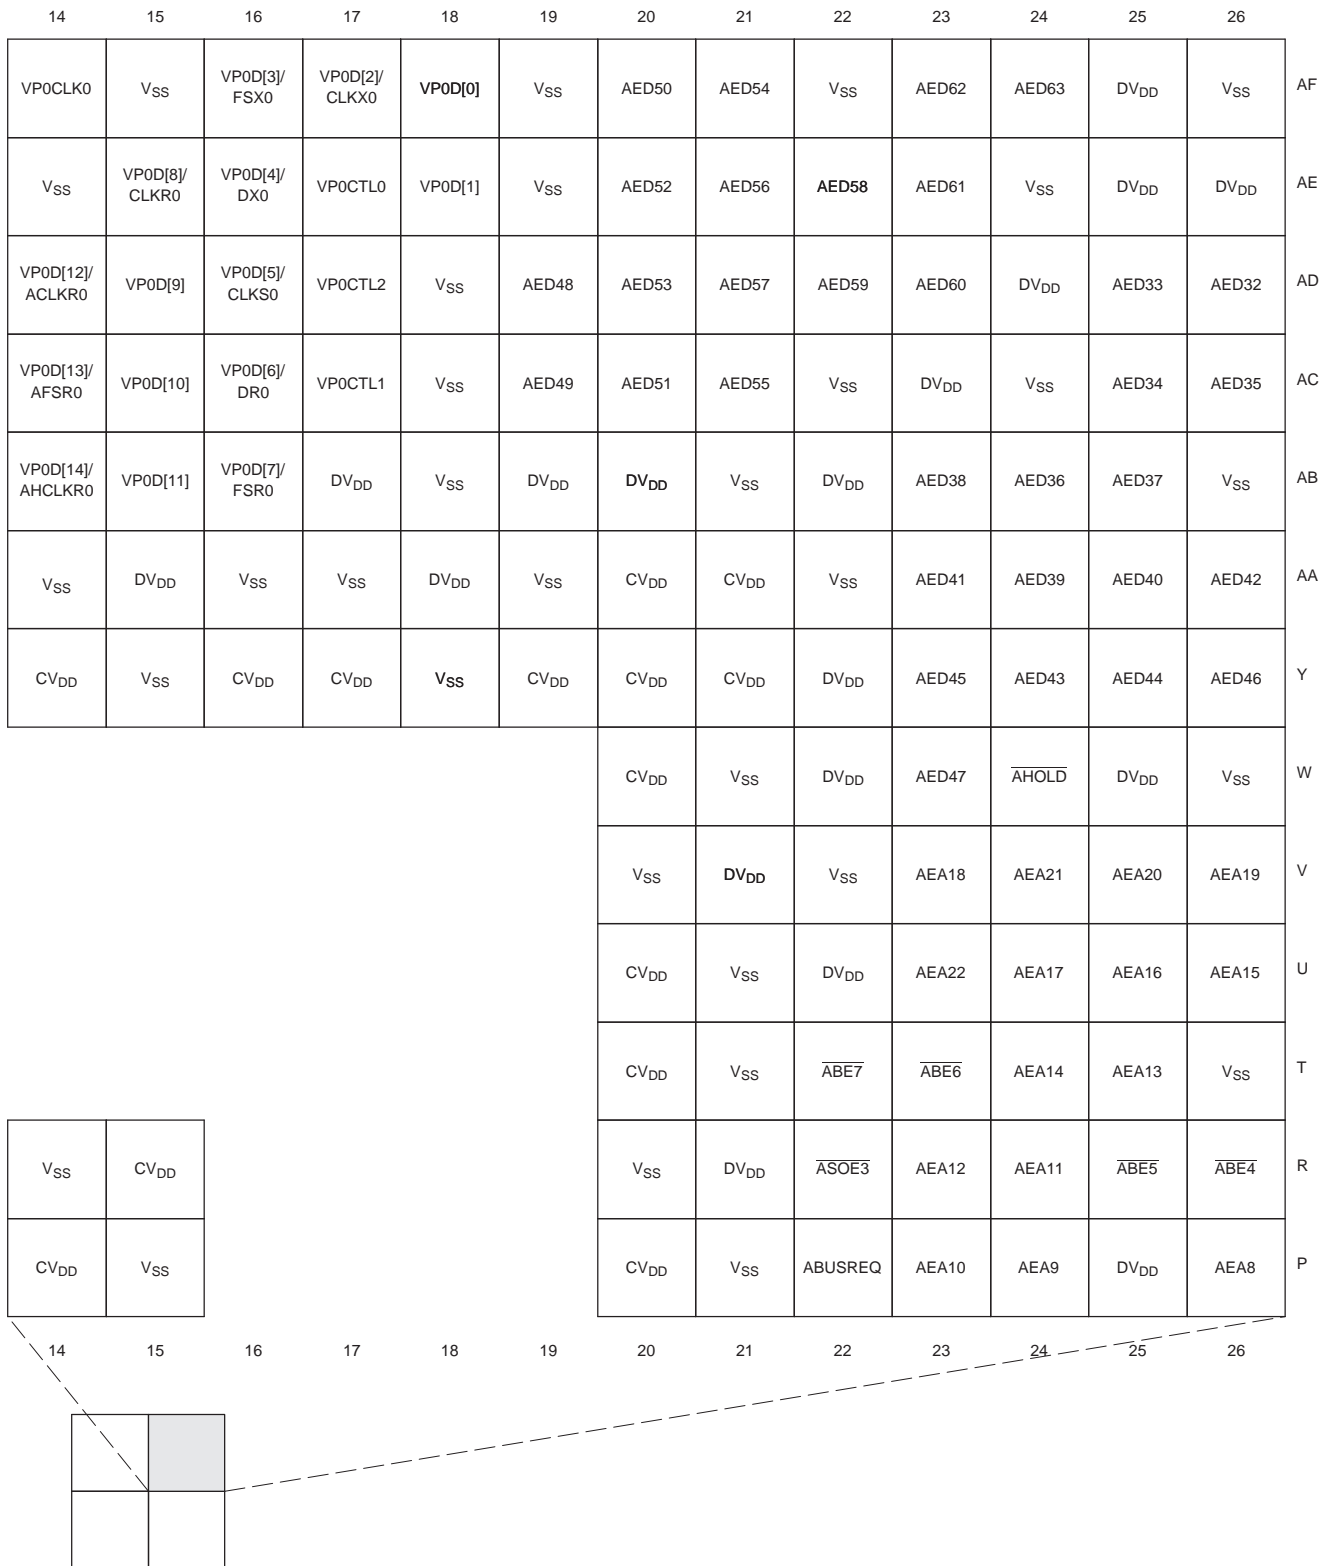 14 15 16 17 18 19 20 21 22 23 24 25 26
VP0CLK0 VSS VP0D[3]/ FSX0 VP0D[2]/ CLKX0 VP0D[0] VSS AED50 AED54 VSS AED62 AED63 DVDD VSS AF
VSS VP0D[8]/ CLKR0 VP0D[4]/ DX0 VP0CTL0 VP0D[1] VSS AED52 AED56 AED58 AED61 VSS DVDD DVDD AE
VP0D[12]/ ACLKR0 VP0D[9] VP0D[5]/ CLKS0 VP0CTL2 VSS AED48 AED53 AED57 AED59 AED60 DVDD AED33 AED32 AD
VP0D[13]/ AFSR0 VP0D[10] VP0D[6]/ DR0 VP0CTL1 VSS AED49 AED51 AED55 VSS DVDD VSS AED34 AED35 AC
VP0D[14]/ AHCLKR0 VP0D[11] VP0D[7]/ FSR0 DVDD VSS DVDD DVDD VSS DVDD AED38 AED36 AED37 VSS AB
VSS DVDD VSS VSS DVDD VSS CVDD CVDD VSS AED41 AED39 AED40 AED42 AA
CVDD VSS CVDD CVDD VSS CVDD CVDD CVDD DVDD AED45 AED43 AED44 AED46 Y
CVDD VSS DVDD AED47 AHOLD DVDD VSS W
VSS DVDD VSS AEA18 AEA21 AEA20 AEA19 V
CVDD VSS DVDD AEA22 AEA17 AEA16 AEA15 U
CVDD VSS ABE7 ABE6 AEA14 AEA13 VSS T
VSS CVDD VSS DVDD ASOE3 AEA12 AEA11 ABE5 ABE4 R
CVDD VSS CVDD VSS ABUSREQ AEA10 AEA9 DVDD AEA8 P
14 15 16 17 18 19 20 21 22 23 24 25 26